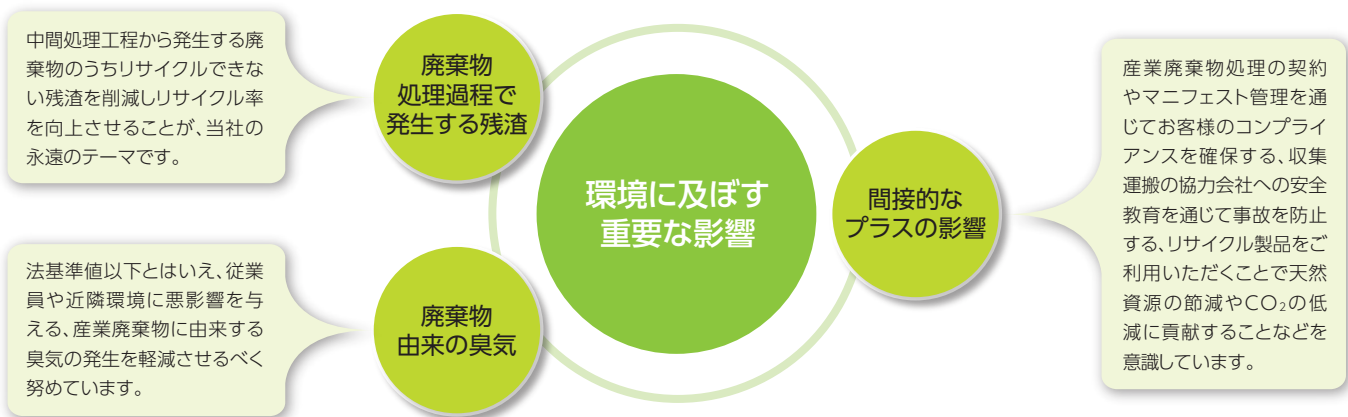 中間処理工程から発生する廃
棄物のうちリサイクルできな
い残渣を削減しリサイクル率
を向上させることが、当社の
永遠のテーマです。
廃棄物
処理過程で
発生する残渣
法基準値以下とはいえ、従業
員や近隣環境に悪影響を与
える、産業廃棄物に由来する
臭気の発生を軽減させるべく
努めています。
廃棄物
由来の臭気
環境に及ぼす
重要な影響
間接的な
プラスの影響
産業廃棄物処理の契約
やマニフェスト管理を通
じてお客様のコンプライ
アンスを確保する、収集
運搬の協力会社への安全
教育を通じて事故を防止
する、リサイクル製品をご
利用いただくことで天然
資源の節減やCO₂の低
減に貢献することなどを
意識しています。